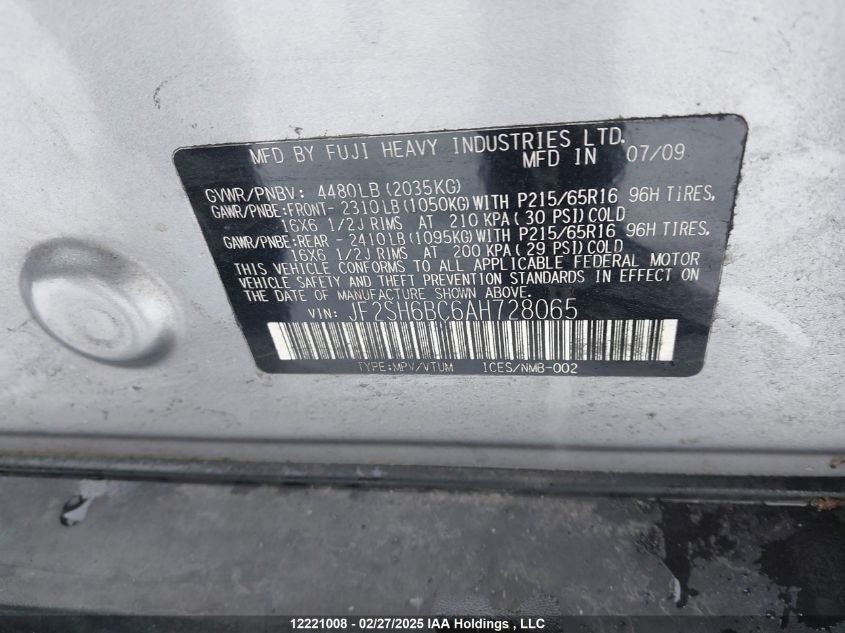 MFD BY FUJI HEAVY INDUSTRIES LTD.
MFD IN 07/09
GVWR/PNBV: 4480LB(2035KG)
GAWR/PNBE:FRONT- 2310LB(1050KG)WITH P215/65R16 96H TIRES,
16X6 1/2J RIMS AT 210 KPA(30 PSI)COLD
GAWR/PNBE:REAR - 2410LB(1095KG)WITH P215/65R16 96H TIRES,
16X6 1/2J RIMS AT 200 KPA(29 PSI)COLD
THIS VEHICLE CONFORMS TO ALL APPLICABLE FEDERAL MOTOR
VEHICLE SAFETY AND THEFT PREVENTION STANDARDS IN EFFECT ON
THE DATE OF MANUFACTURE SHOWN ABOVE.
VIN: JF2SH6BC6AH728065
TYPE:MPV/VTUM ICES/NMB-002
12221008 - 02/27/2025 IAA Holdings , LLC